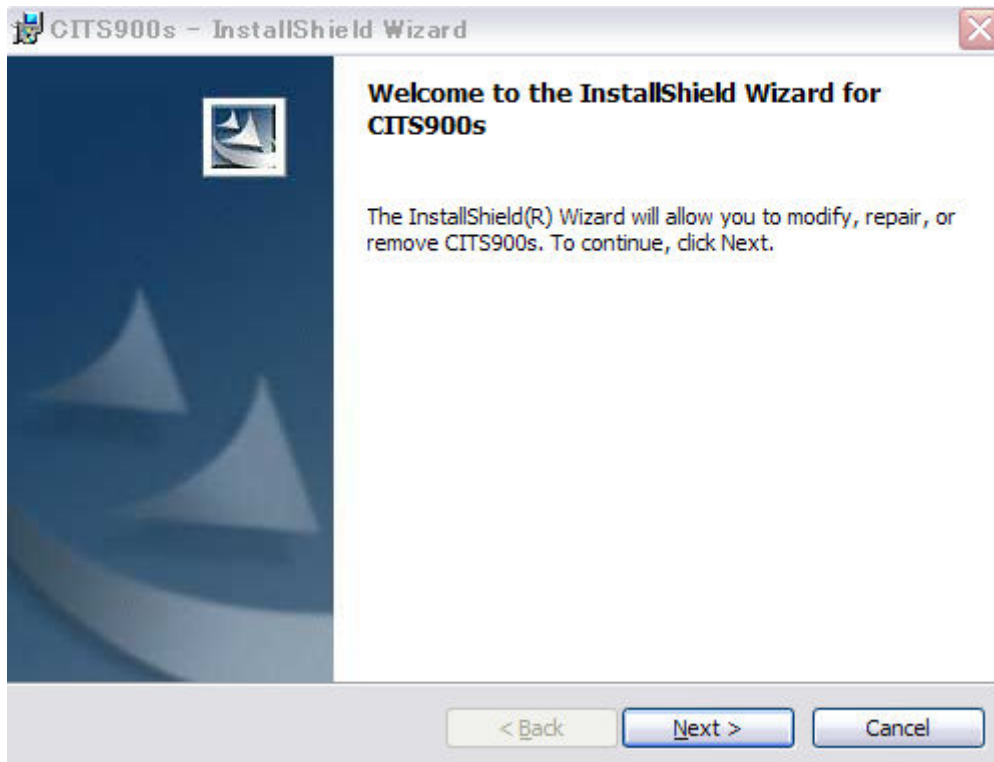 CITS900s - InstallShield Wizard
Welcome to the InstallShield Wizard for
CITS900s
The InstallShield(R) Wizard will allow you to modify, repair, or
remove CITS900s. To continue, click Next.
< Back
Next >
Cancel